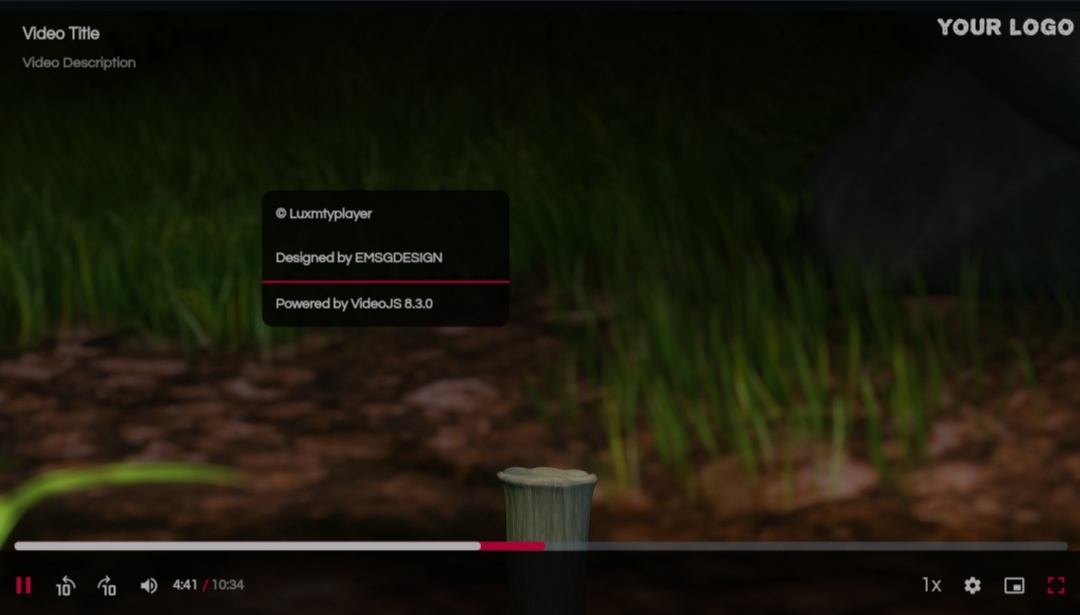 Video Title
YOUR LOGO
Video Description
© Luxmtyplayer
Designed by EMSGDESIGN
Powered by VideoJS 8.3.0
10 10 4:41 / 10:34 1x